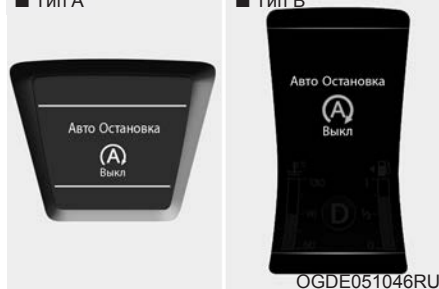 ■ Тип A
Авто Остановка
A
Выкл
■ Тип B
Авто Остановка
A
Выкл
D
OGDE051046RU